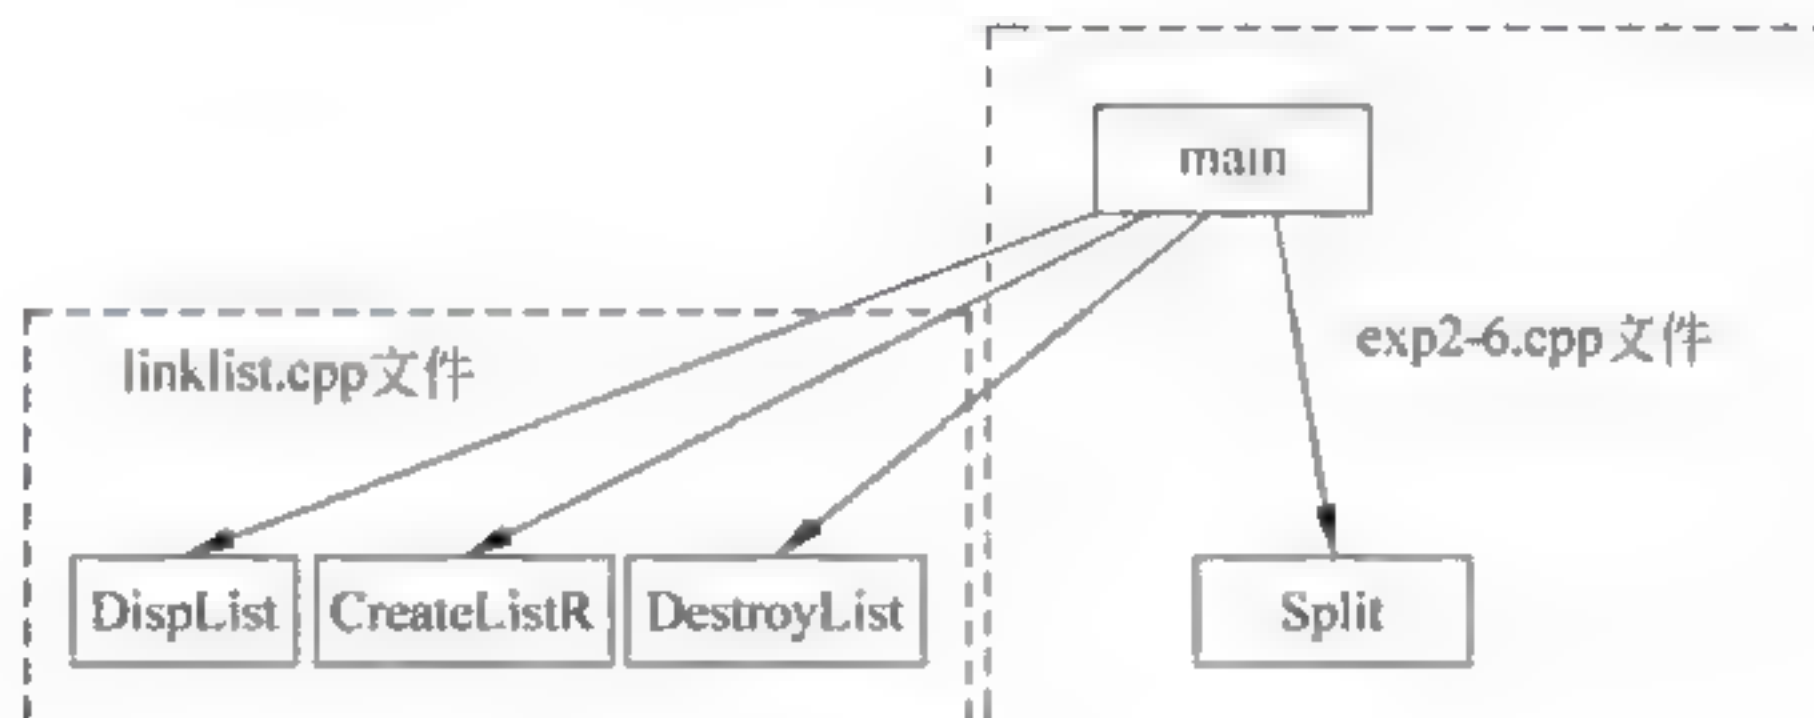 main
linklist.cpp文件
exp2-6.cpp文件
DispList
CreateListR
DestroyList
Split